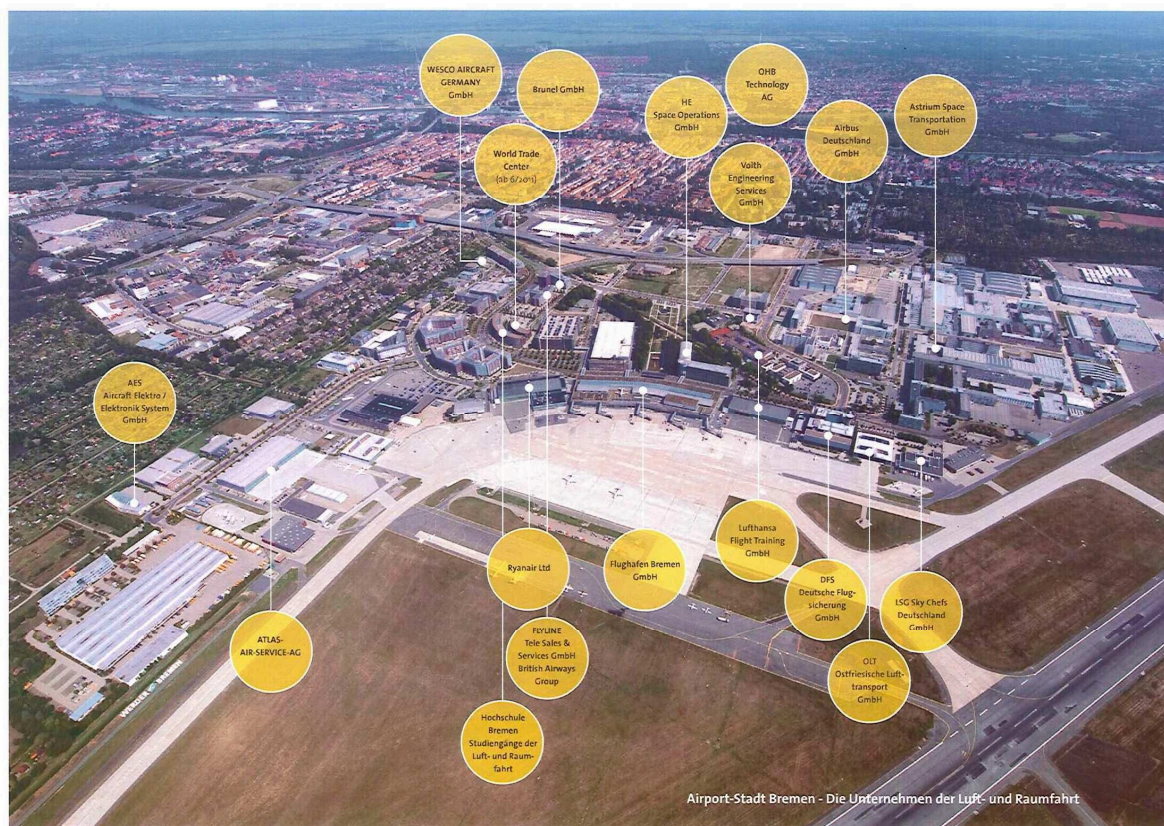 WESCO AIRCRAFT
GERMANY
GmbH
Brunel GmbH
World Trade
Center
(ab 6/2011)
HE
Space Operations
GmbH
OHB
Technology
AG
Voith
Engineering
Services
GmbH
Airbus
Deutschland
GmbH
Astrium Space
Transportation
GmbH
AES
Aircraft Elektro /
Elektronik System
GmbH
ATLAS-
AIR-SERVICE-AG
Ryanair Ltd
FLYLINE
Tele Sales &
Services GmbH
British Airways
Group
Hochschule
Bremen
Studiengänge der
Luft- und Raum-
fahrt
Flughafen Bremen
GmbH
Lufthansa
Flight Training
GmbH
DFS
Deutsche Flug-
sicherung
GmbH
OLT
Ostfriesische Luft-
transport
GmbH
LSG Sky Chefs
Deutschland
GmbH
Airport-Stadt Bremen - Die Unternehmen der Luft- und Raumfahrt